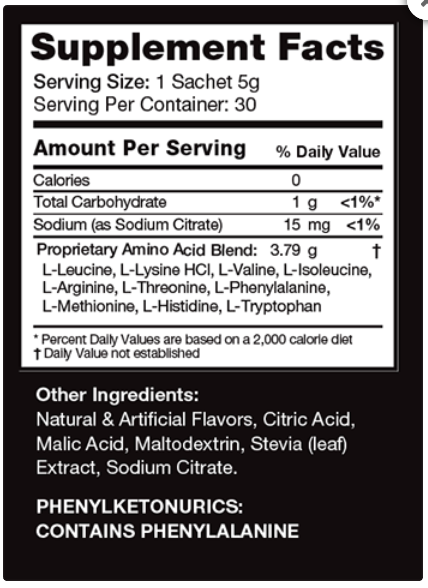 Supplement Facts
Serving Size: 1 Sachet 5g
Serving Per Container: 30
Amount Per Serving % Daily Value
Calories 0
Total Carbohydrate 1 g <1%*
Sodium (as Sodium Citrate) 15 mg <1%
Proprietary Amino Acid Blend: 3.79 g †
L-Leucine, L-Lysine HCl, L-Valine, L-Isoleucine,
L-Arginine, L-Threonine, L-Phenylalanine,
L-Methionine, L-Histidine, L-Tryptophan
* Percent Daily Values are based on a 2,000 calorie diet
† Daily Value not established
Other Ingredients:
Natural & Artificial Flavors, Citric Acid,
Malic Acid, Maltodextrin, Stevia (leaf)
Extract, Sodium Citrate.
PHENYLKETONURICS:
CONTAINS PHENYLALANINE